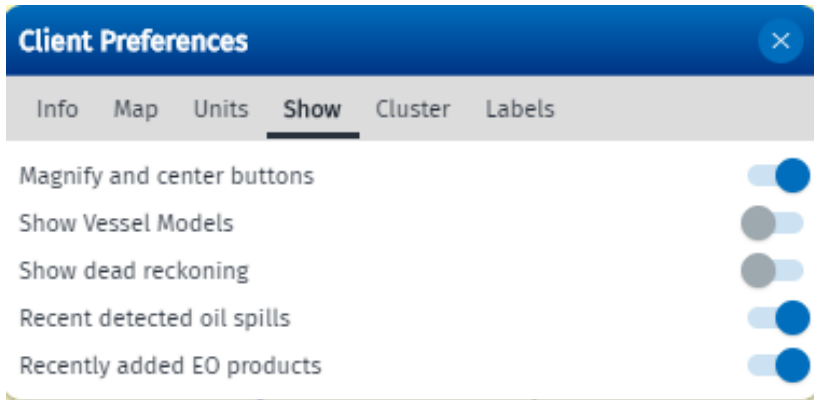 Client Preferences
Info Map Units Show Cluster Labels
Magnify and center buttons
Show Vessel Models
Show dead reckoning
Recent detected oil spills
Recently added EO products